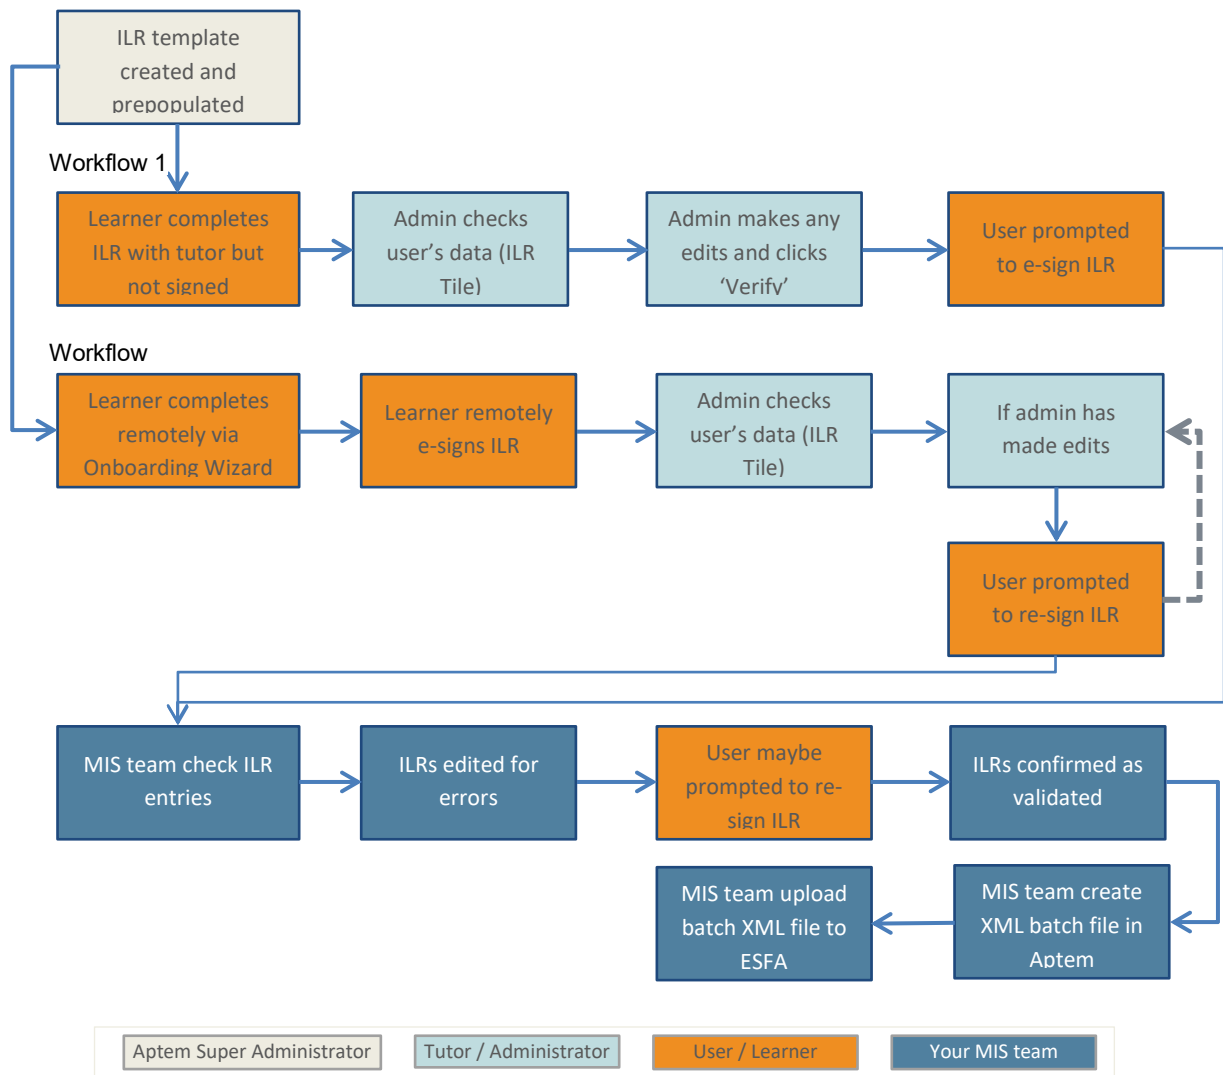 ILR template
created and
prepopulated
Workflow 1
Learner completes
ILR with tutor but
not signed
Admin checks
user’s data (ILR
Tile)
Admin makes any
edits and clicks
‘Verify’
User prompted
to e-sign ILR
Workflow
Learner completes
remotely via
Onboarding Wizard
Learner remotely
e-signs ILR
Admin checks
user’s data (ILR
Tile)
If admin has
made edits
User prompted
to re-sign ILR
MIS team check ILR
entries
ILRs edited for
errors
User maybe
prompted to re-
sign ILR
ILRs confirmed as
validated
MIS team upload
batch XML file to
ESFA
MIS team create
XML batch file in
Aptem
Aptem Super Administrator
Tutor / Administrator
User / Learner
Your MIS team